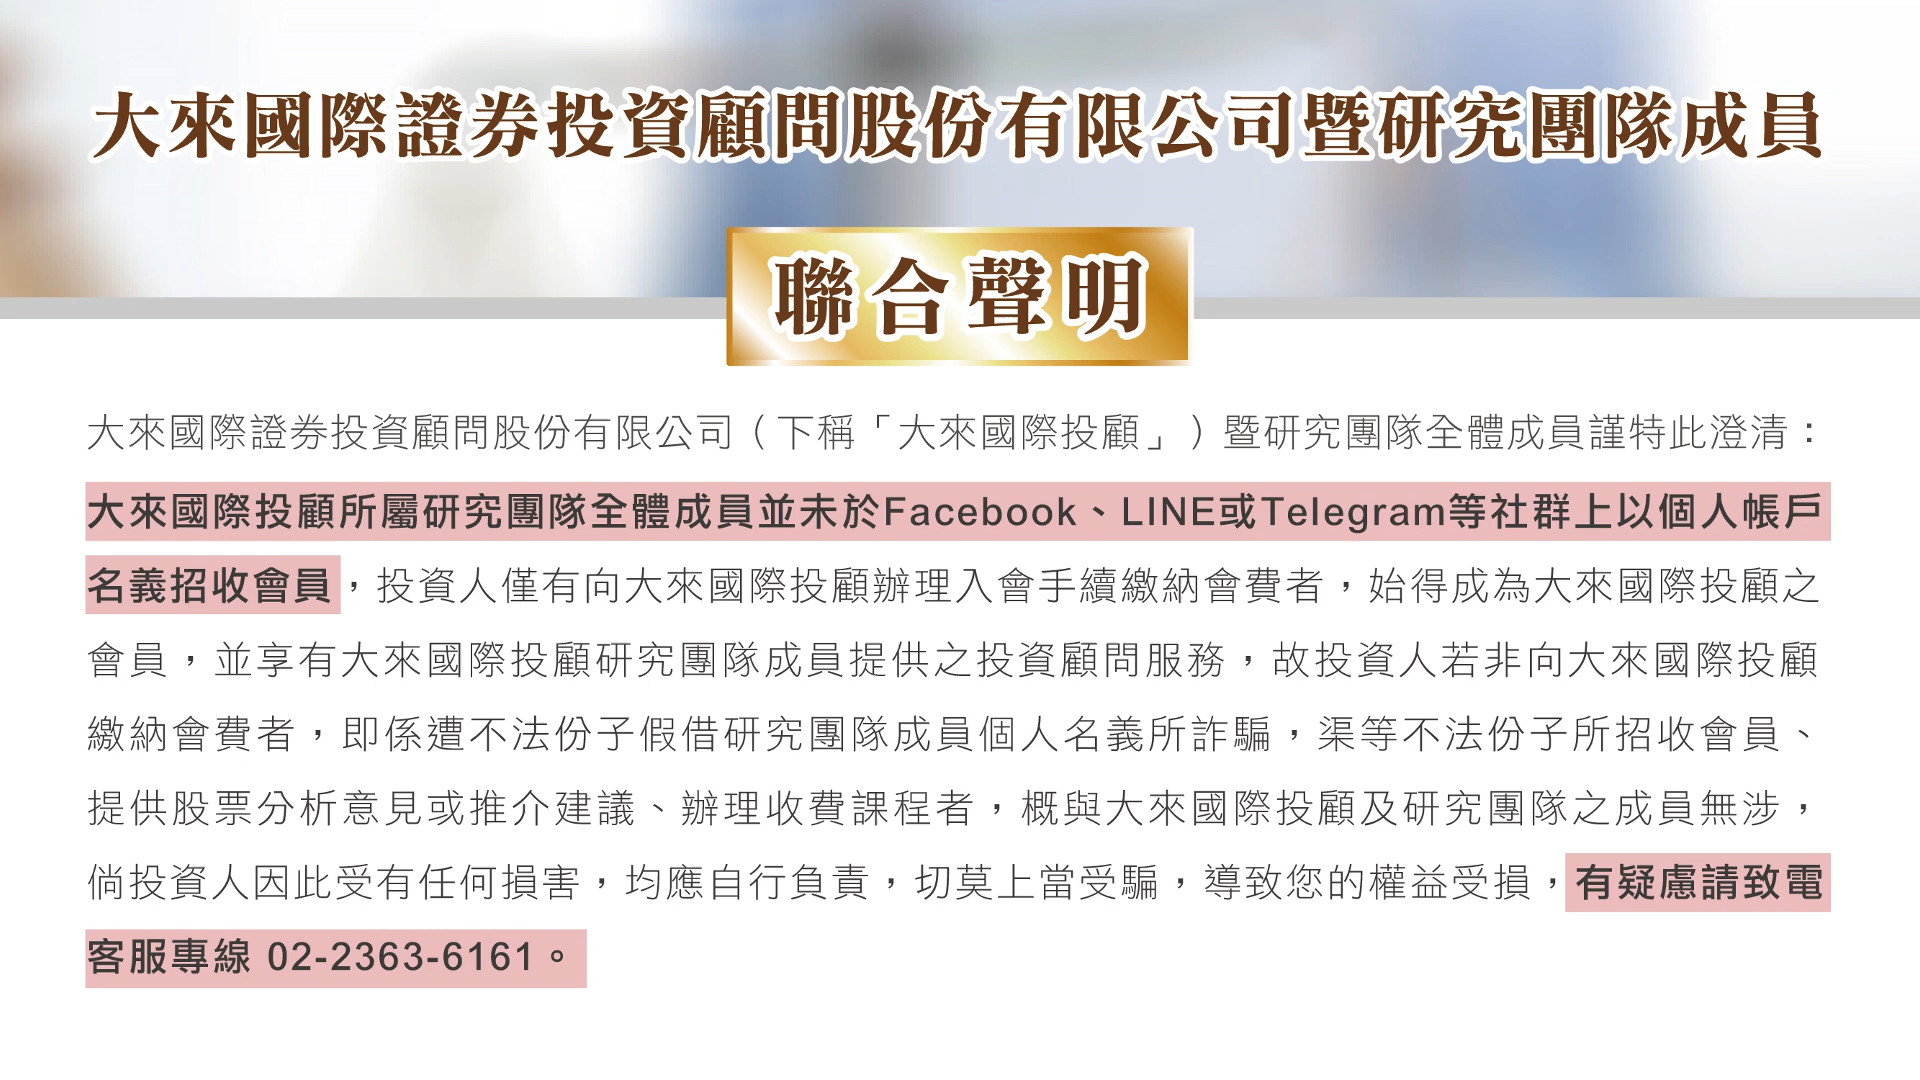 大來國際證券投資顧問股份有限公司暨研究團隊成員
聯合聲明
大來國際證券投資顧問股份有限公司（下稱「大來國際投顧」）暨研究團隊全體成員謹特此澄清：
大來國際投顧所屬研究團隊全體成員並未於Facebook、LINE或Telegram等社群上以個人帳戶
名義招收會員，投資人僅有向大來國際投顧辦理入會手續繳納會費者，始得成為大來國際投顧之
會員，並享有大來國際投顧研究團隊成員提供之投資顧問服務，故投資人若非向大來國際投顧
繳納會費者，即係遭不法份子假借研究團隊成員個人名義所詐騙，渠等不法份子所招收會員、
提供股票分析意見或推介建議、辦理收費課程者，概與大來國際投顧及研究團隊之成員無涉，
倘投資人因此受有任何損害，均應自行負責，切莫上當受騙，導致您的權益受損，有疑慮請致電
客服專線 02-2363-6161。